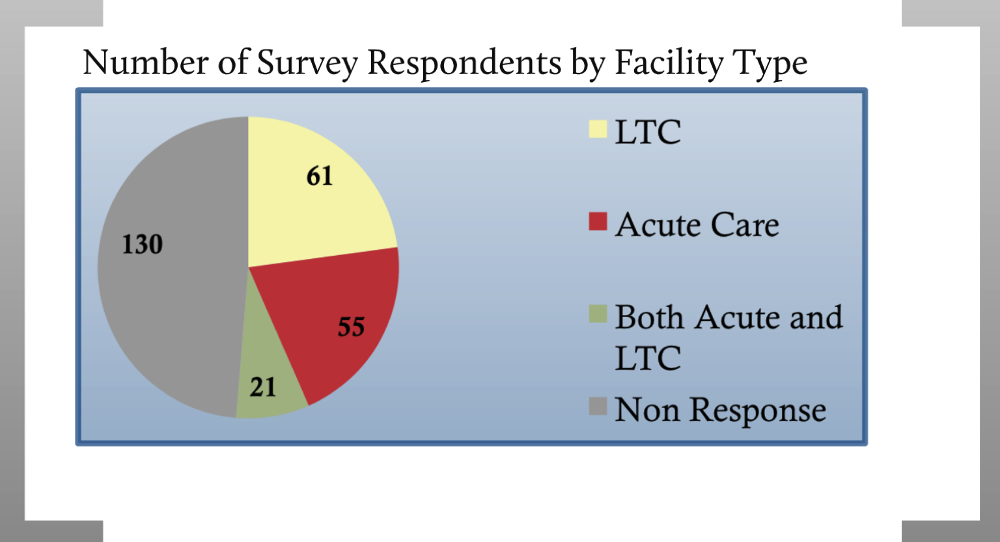 Number of Survey Respondents by Facility Type
61
130
55
21
LTC
Acute Care
Both Acute and
LTC
Non Response